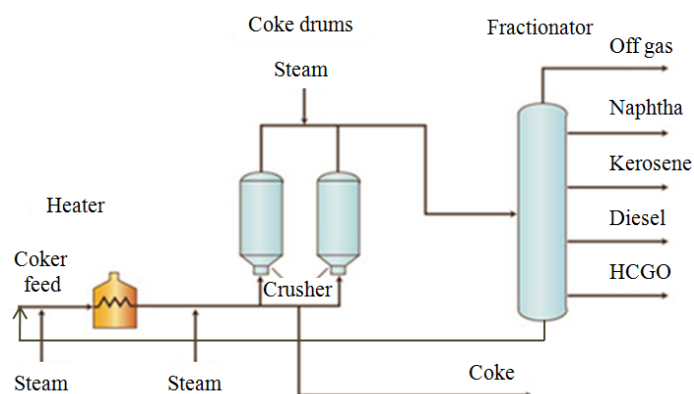 Coke drums
Fractionator
Off gas
Steam
Naphtha
Kerosene
Heater
Diesel
Coker
feed
HCGO
Crusher
Steam
Steam
Coke